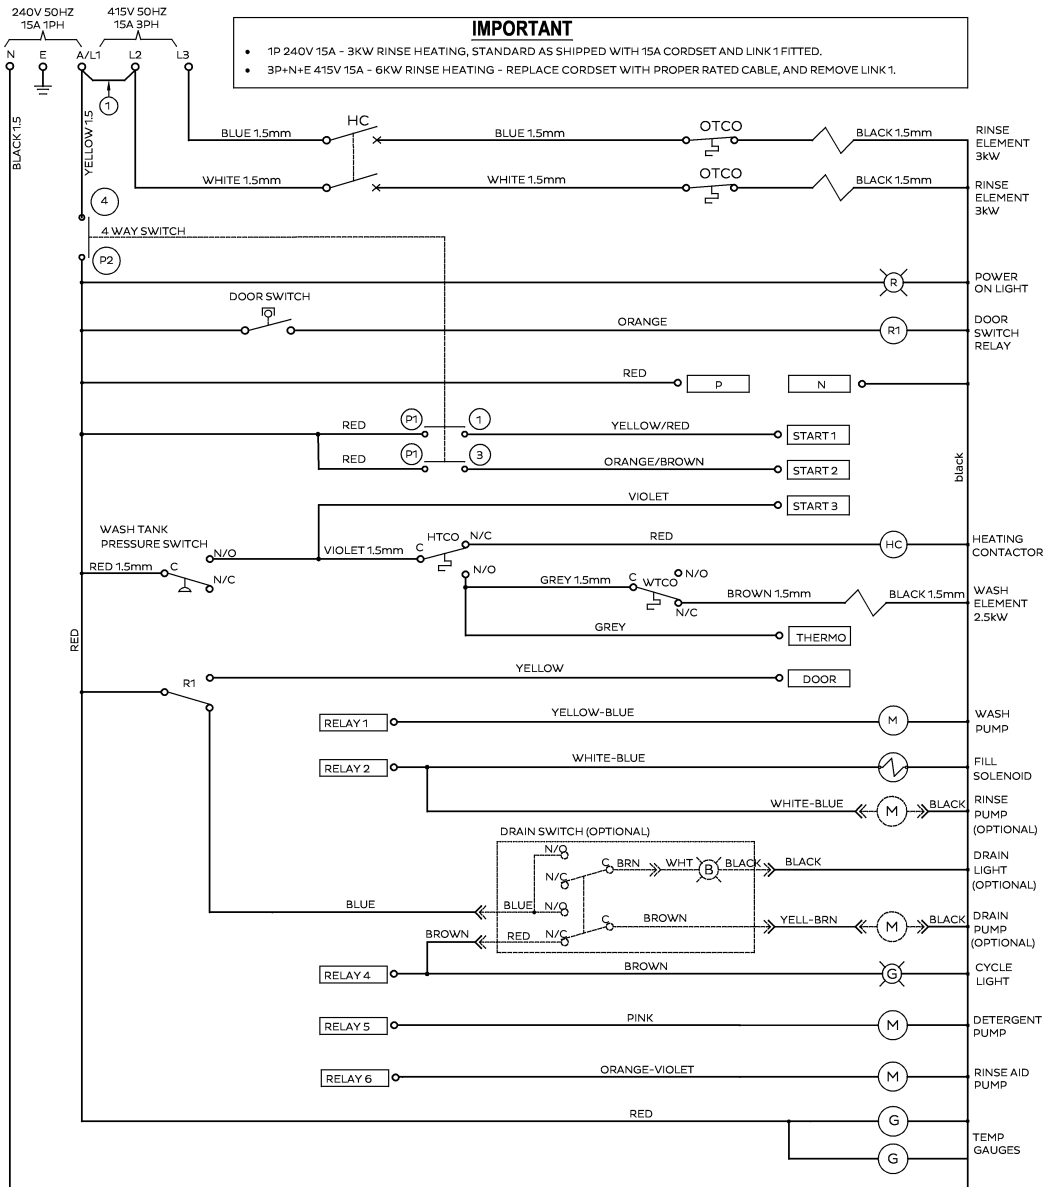 240V 50HZ
15A 1PH
415V 50HZ
15A 3PH
N
E
A/L1
L2
L3
IMPORTANT
• 1P 240V 15A - 3KW RINSE HEATING, STANDARD AS SHIPPED WITH 15A CORDSET AND LINK 1 FITTED.
• 3P+N+E 415V 15A - 6KW RINSE HEATING - REPLACE CORDSET WITH PROPER RATED CABLE, AND REMOVE LINK 1.
1
BLACK 1.5
YELLOW 1.5
BLUE 1.5mm
HC
BLUE 1.5mm
OTCO
BLACK 1.5mm
RINSE
ELEMENT
3kW
WHITE 1.5mm
WHITE 1.5mm
OTCO
BLACK 1.5mm
RINSE
ELEMENT
3kW
4
4 WAY SWITCH
P2
R
POWER
ON LIGHT
DOOR SWITCH
ORANGE
R1
DOOR
SWITCH
RELAY
RED
P
N
RED
P1
1
YELLOW/RED
START 1
RED
P1
3
ORANGE/BROWN
START 2
black
VIOLET
START 3
WASH TANK
PRESSURE SWITCH
N/O
VIOLET 1.5mm
C
HTCO
N/C
RED
HC
HEATING
CONTACTOR
RED 1.5mm
C
N/C
N/O
GREY 1.5mm
C
WTCO
N/O
N/C
BROWN 1.5mm
BLACK 1.5mm
WASH
ELEMENT
2.5kW
RED
GREY
THERMO
R1
YELLOW
DOOR
RELAY 1
YELLOW-BLUE
M
WASH
PUMP
RELAY 2
WHITE-BLUE
FILL
SOLENOID
WHITE-BLUE
M
BLACK
RINSE
PUMP
(OPTIONAL)
DRAIN SWITCH (OPTIONAL)
N/O
N/C
C
BRN
WHT
B
BLACK
BLACK
DRAIN
LIGHT
(OPTIONAL)
BLUE
BLUE
N/O
BROWN
RED
N/C
C
BROWN
YELL-BRN
M
BLACK
DRAIN
PUMP
(OPTIONAL)
RELAY 4
BROWN
G
CYCLE
LIGHT
RELAY 5
PINK
M
DETERGENT
PUMP
RELAY 6
ORANGE-VIOLET
M
RINSE AID
PUMP
RED
G
G
TEMP
GAUGES